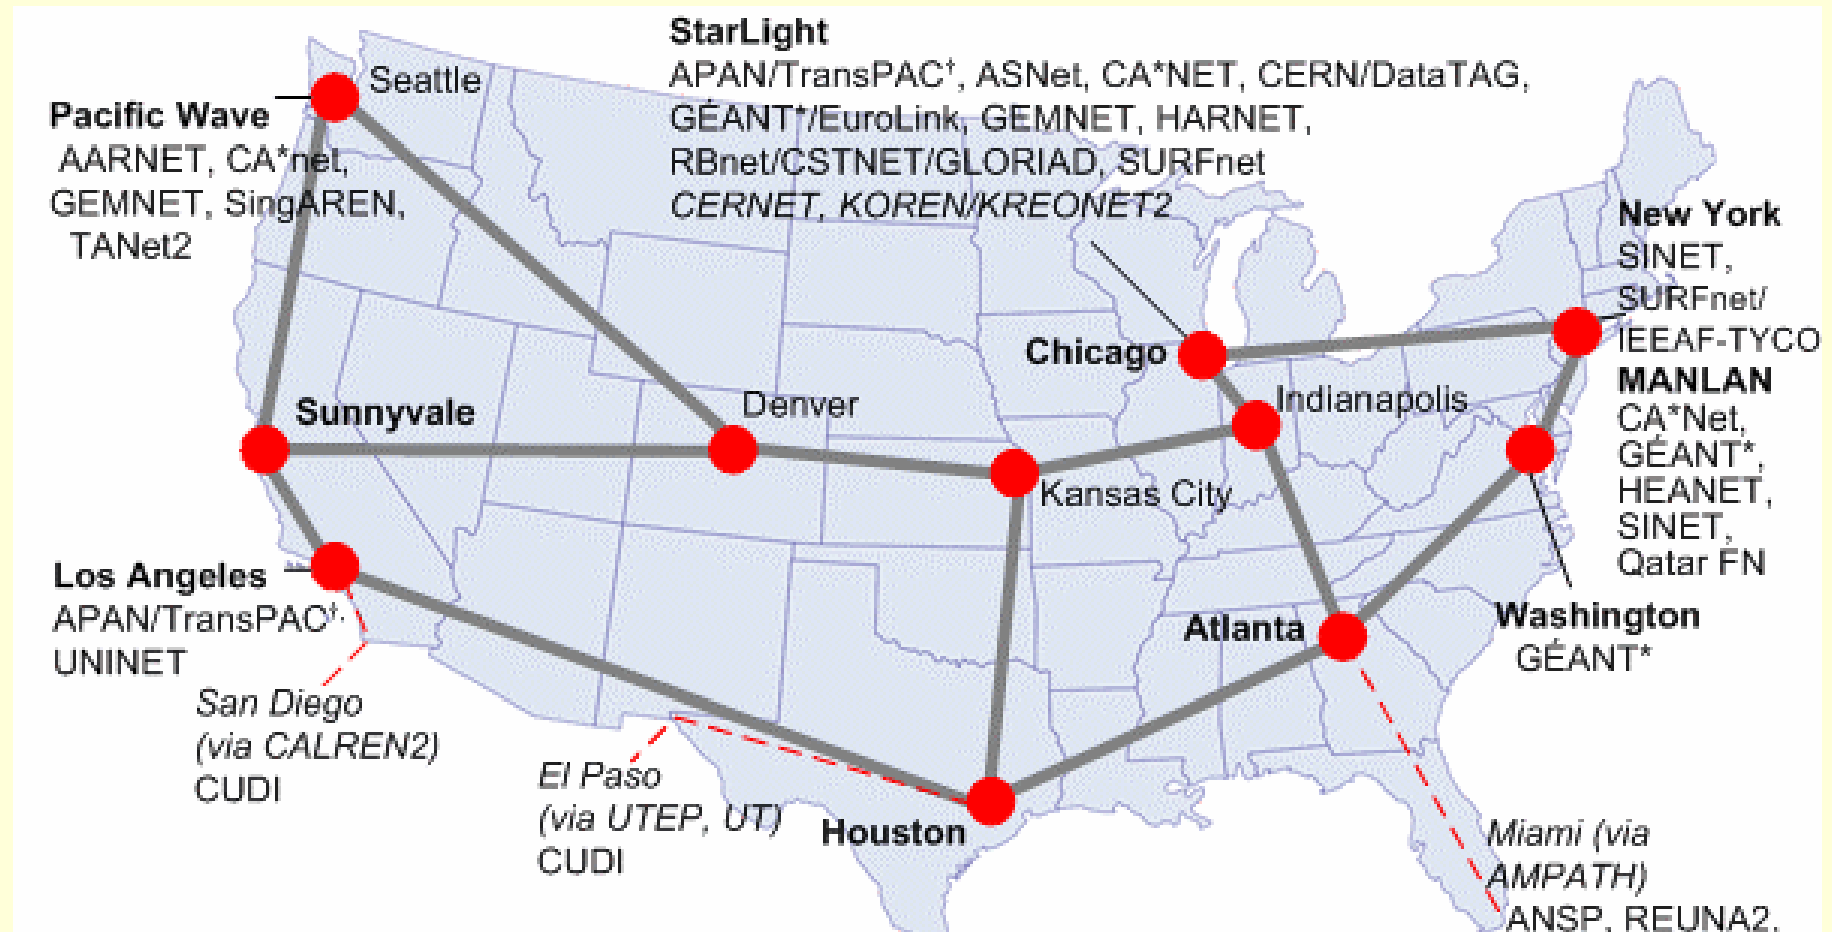 StarLight
APAN/TransPAC†, ASNet, CA*NET, CERN/DataTAG,
GÉANT*/EuroLink, GEMNET, HARNET,
RBnet/CSTNET/GLORIAD, SURFnet
CERNET, KOREN/KREONET2
Seattle
Pacific Wave
AARNET, CA*net,
GEMNET, SingAREN,
TANet2
New York
SINET,
SURFnet/
IEEAF-TYCO
MANLAN
CA*Net,
GÉANT*,
HEANET,
SINET,
Qatar FN
Chicago
Indianapolis
Sunnyvale
Denver
Kansas City
Los Angeles
APAN/TransPAC†,
UNINET
San Diego
(via CALREN2)
CUDI
El Paso
(via UTEP, UT)
CUDI
Houston
Atlanta
Washington
GÉANT*
Miami (via
AMPATH)
ANSP, REUNA2,